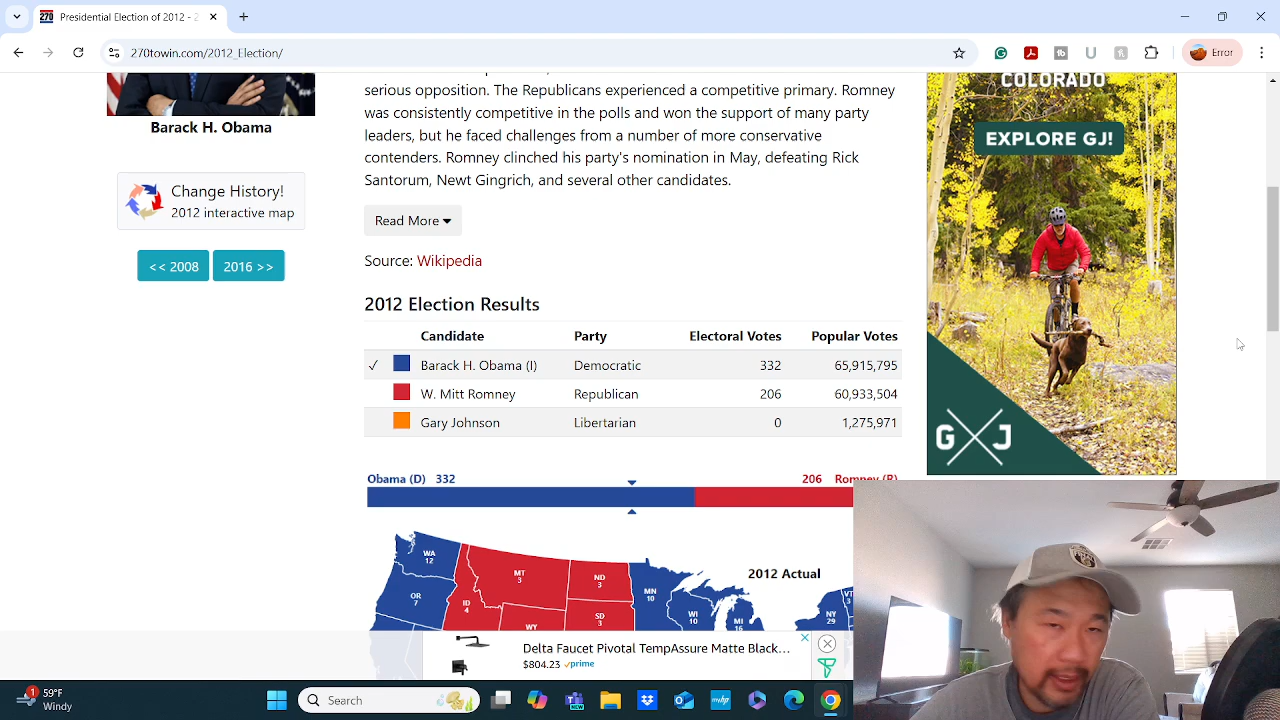 270
Presidential Election of 2012 - 2
270towin.com/2012_Election/
Error
serious opposition. The Republicans experienced a competitive primary. Romney
was consistently competitive in the polls and won the support of many party
leaders, but he faced challenges from a number of more conservative
contenders. Romney clinched his party's nomination in May, defeating Rick
Santorum, Newt Gingrich, and several other candidates.
Barack H. Obama
Change History!
2012 interactive map
<< 2008
2016 >>
Read More
Source: Wikipedia
2012 Election Results
Candidate Party Electoral Votes Popular Votes
✓ Barack H. Obama (I) Democratic 332 65,915,795
W. Mitt Romney Republican 206 60,933,504
Gary Johnson Libertarian 0 1,275,971
Obama (D) 332
206 Romney (R)
2012 Actual
WA
12
OR
7
ID
4
MT
3
WY
ND
3
SD
3
MN
10
WI
10
MI
16
NY
29
VT
3
COLORADO
EXPLORE GJ!
G J
Delta Faucet Pivotal TempAssure Matte Black...
$804.23 prime
1
59°F
Windy
Search
myhp